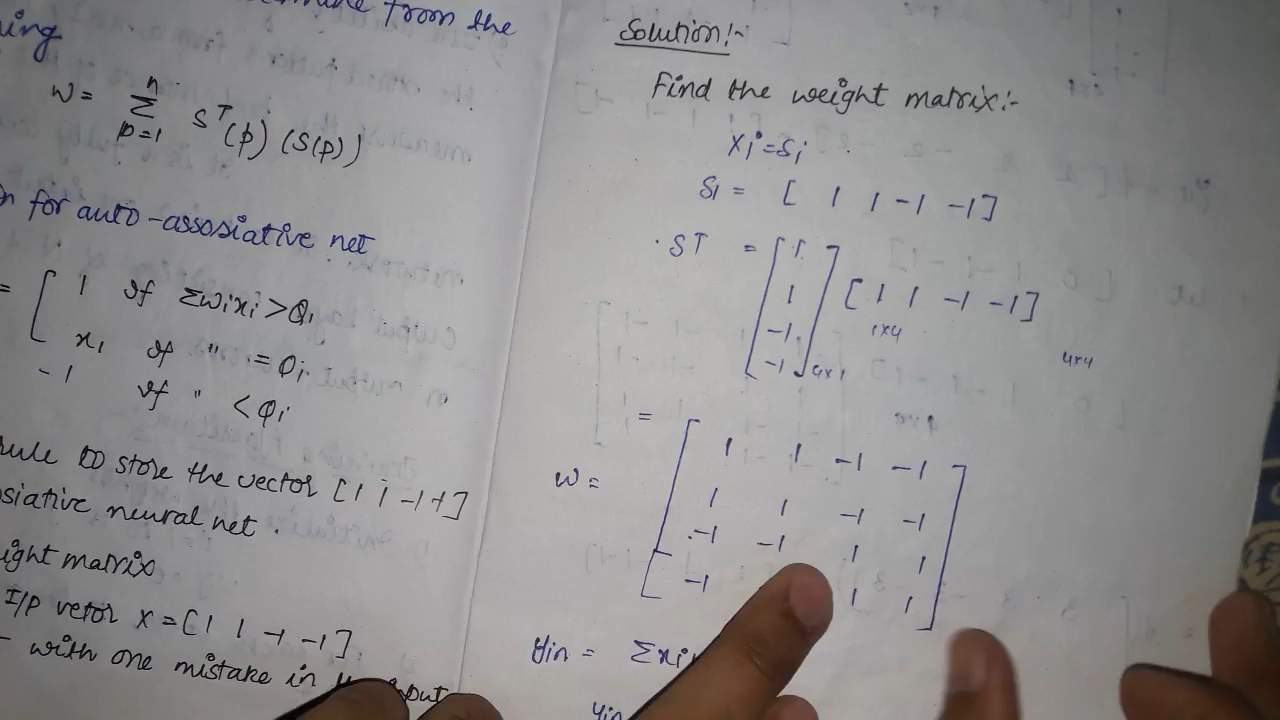 from the
ing
W = n Σ p=1 S^T(p) (S(p))
for auto-assosiative net
= [ 1 if Σwixi > θi
xi if " = θi
-1 if " < θi
rule to store the vector [1 1 -1 -1]
siative neural net.
ight matrix
I/P vetor x = [1 1 -1 -1]
- with one mistake in
Solution:-
Find the weight matrix:-
xi = si
S1 = [ 1 1 -1 -1]
ST = [ 1 1 -1 -1 ] 4x1 [ 1 1 -1 -1] 1x4
4x4
=
W = [ 1 1 -1 -1
1 1 -1 -1
-1 -1 1 1
-1 1 1 ]
Yin = Σxi
Yin